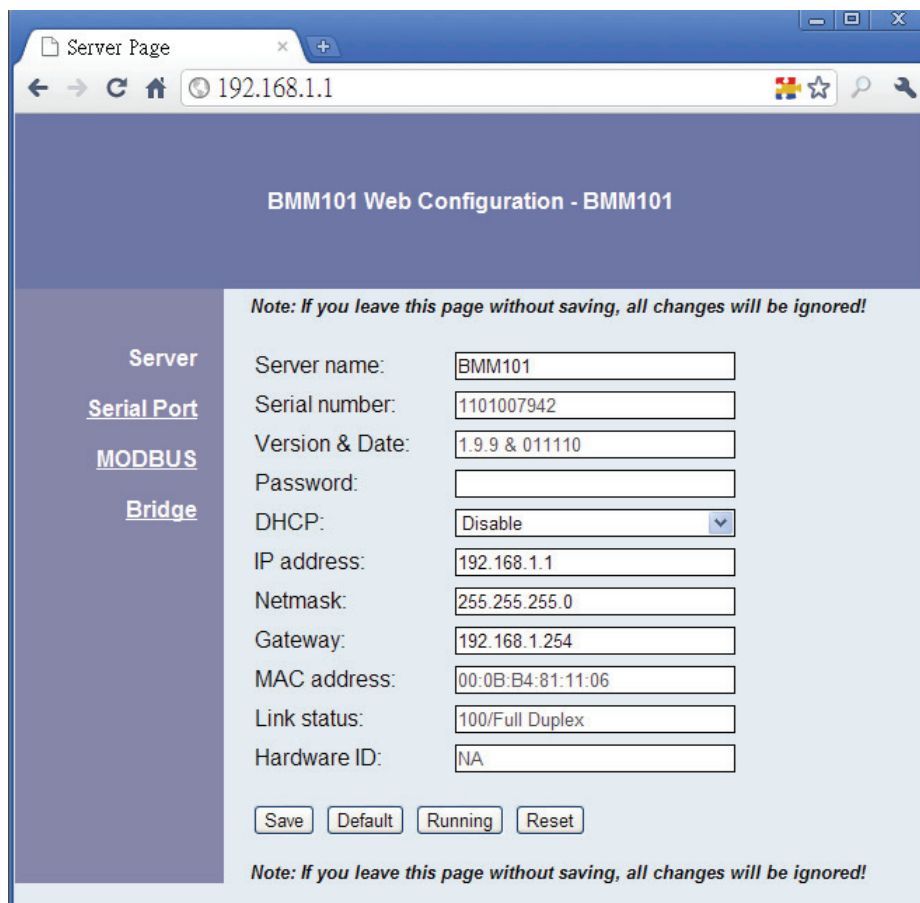 Server Page
192.168.1.1
BMM101 Web Configuration - BMM101
Note: If you leave this page without saving, all changes will be ignored!
Server
Serial Port
MODBUS
Bridge
Server name: BMM101
Serial number: 1101007942
Version & Date: 1.9.9 & 011110
Password:
DHCP: Disable
IP address: 192.168.1.1
Netmask: 255.255.255.0
Gateway: 192.168.1.254
MAC address: 00:0B:B4:81:11:06
Link status: 100/Full Duplex
Hardware ID: NA
Save Default Running Reset
Note: If you leave this page without saving, all changes will be ignored!